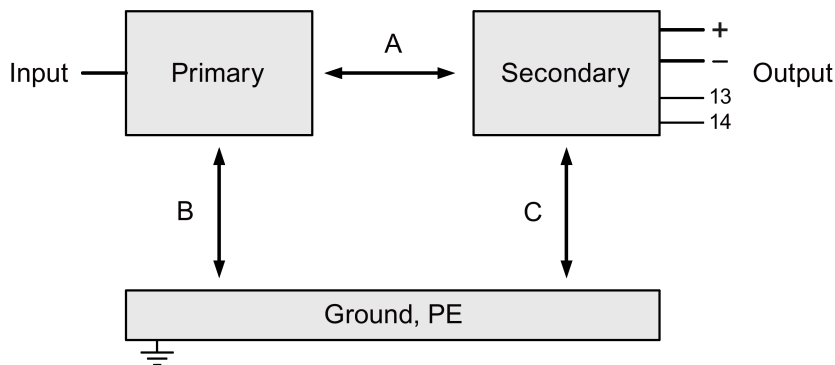 Input
Primary
A
Secondary
+
−
13
14
Output
B
C
Ground, PE